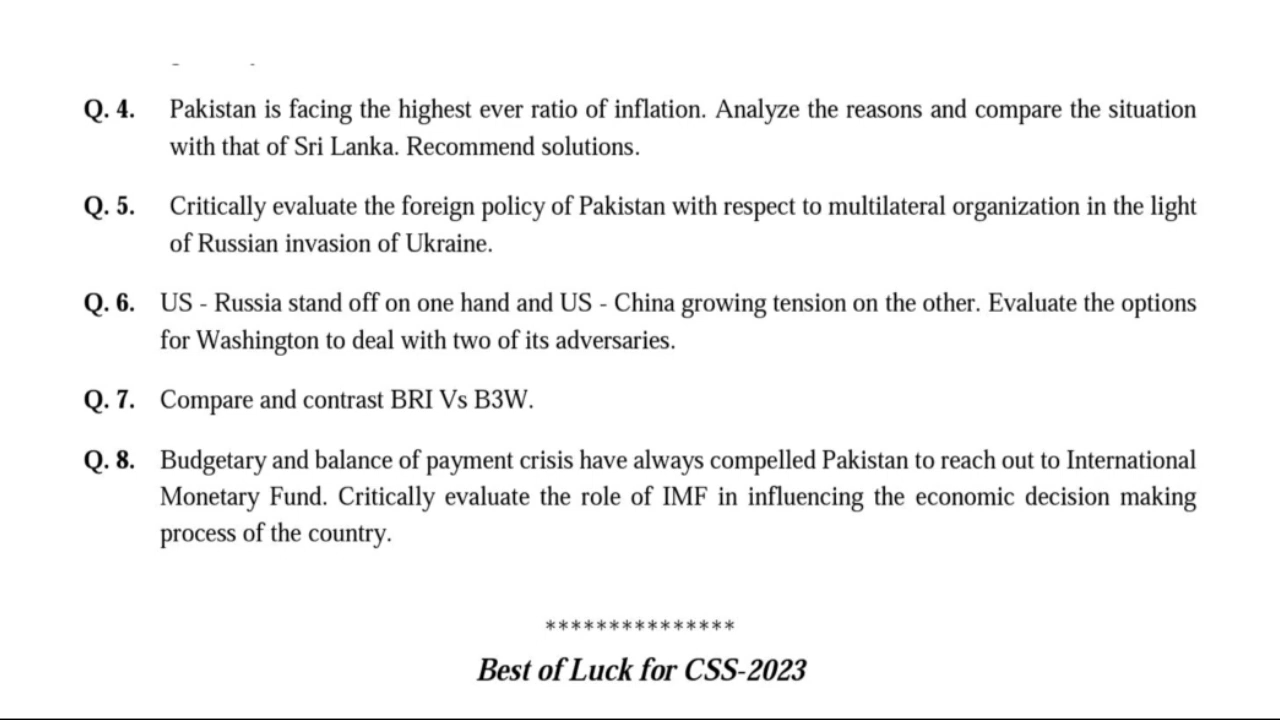 Q. 4. Pakistan is facing the highest ever ratio of inflation. Analyze the reasons and compare the situation
with that of Sri Lanka. Recommend solutions.
Q. 5. Critically evaluate the foreign policy of Pakistan with respect to multilateral organization in the light
of Russian invasion of Ukraine.
Q. 6. US - Russia stand off on one hand and US - China growing tension on the other. Evaluate the options
for Washington to deal with two of its adversaries.
Q. 7. Compare and contrast BRI Vs B3W.
Q. 8. Budgetary and balance of payment crisis have always compelled Pakistan to reach out to International
Monetary Fund. Critically evaluate the role of IMF in influencing the economic decision making
process of the country.
***************
Best of Luck for CSS-2023